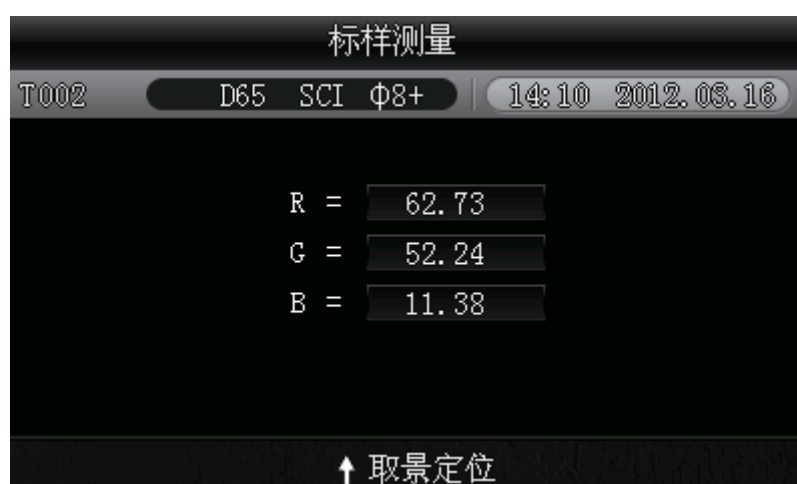 标样测量
T002 D65 SCI Φ8+ 14:10 2012.03.16
R = 62.73
G = 52.24
B = 11.38
取景定位